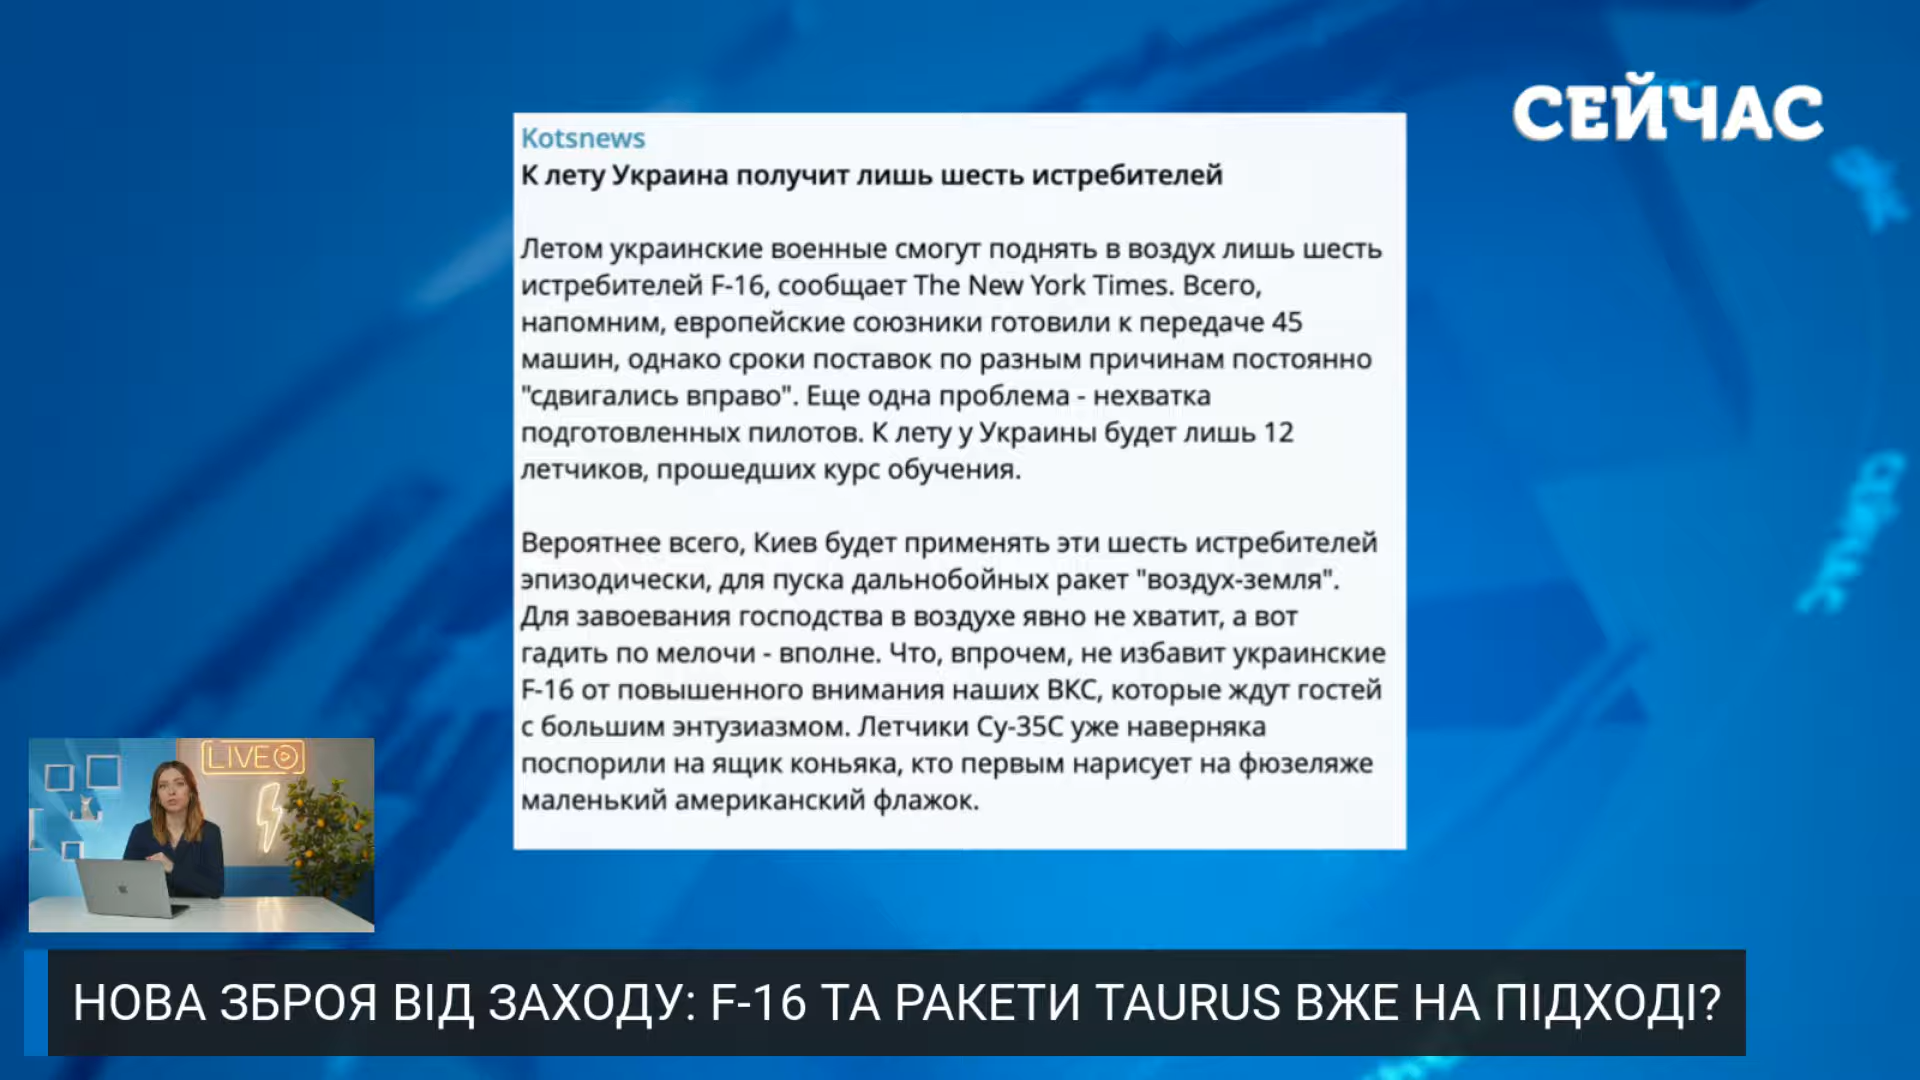 СЕЙЧАС
Kotsnews
К лету Украина получит лишь шесть истребителей
Летом украинские военные смогут поднять в воздух лишь шесть
истребителей F-16, сообщает The New York Times. Всего,
напомним, европейские союзники готовили к передаче 45
машин, однако сроки поставок по разным причинам постоянно
"сдвигались вправо". Еще одна проблема - нехватка
подготовленных пилотов. К лету у Украины будет лишь 12
летчиков, прошедших курс обучения.
Вероятнее всего, Киев будет применять эти шесть истребителей
эпизодически, для пуска дальнобойных ракет "воздух-земля".
Для завоевания господства в воздухе явно не хватит, а вот
гадить по мелочи - вполне. Что, впрочем, не избавит украинские
F-16 от повышенного внимания наших ВКС, которые ждут гостей
с большим энтузиазмом. Летчики Су-35С уже наверняка
поспорили на ящик коньяка, кто первым нарисует на фюзеляже
маленький американский флажок.
LIVE
НОВА ЗБРОЯ ВІД ЗАХОДУ: F-16 ТА РАКЕТИ TAURUS ВЖЕ НА ПІДХОДІ?